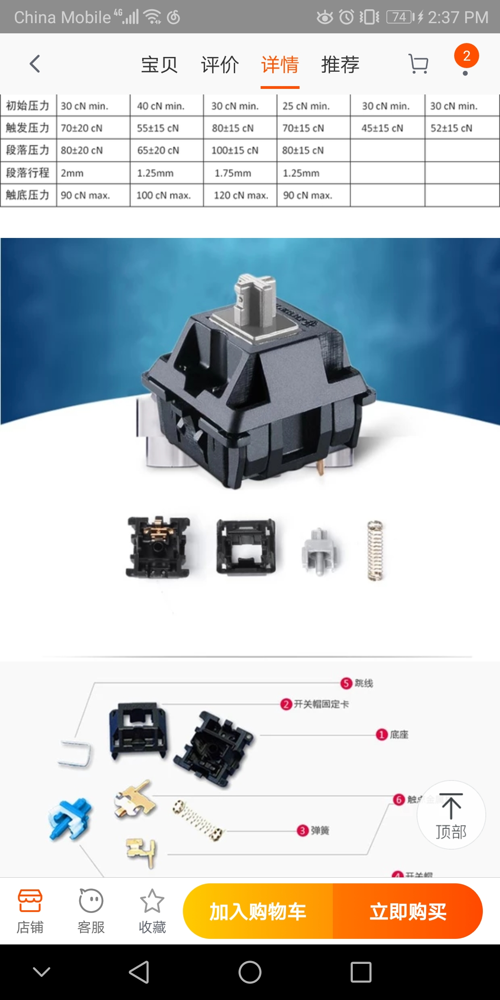 China Mobile 4G 74 2:37 PM
宝贝 评价 详情 推荐 2
初始压力 30 cN min. 40 cN min. 30 cN min. 25 cN min. 30 cN min. 30 cN min.
触发压力 70±20 cN 55±15 cN 80±15 cN 70±15 cN 45±15 cN 52±15 cN
段落压力 80±20 cN 65±20 cN 100±15 cN 80±15 cN
段落行程 2mm 1.25mm 1.75mm 1.25mm
触底压力 90 cN max. 100 cN max. 120 cN max. 90 cN max.
5 跳线
2 开关帽固定卡
1 底座
6 触点金属
顶部
3 弹簧
4 开关帽
店铺 客服 收藏 加入购物车 立即购买